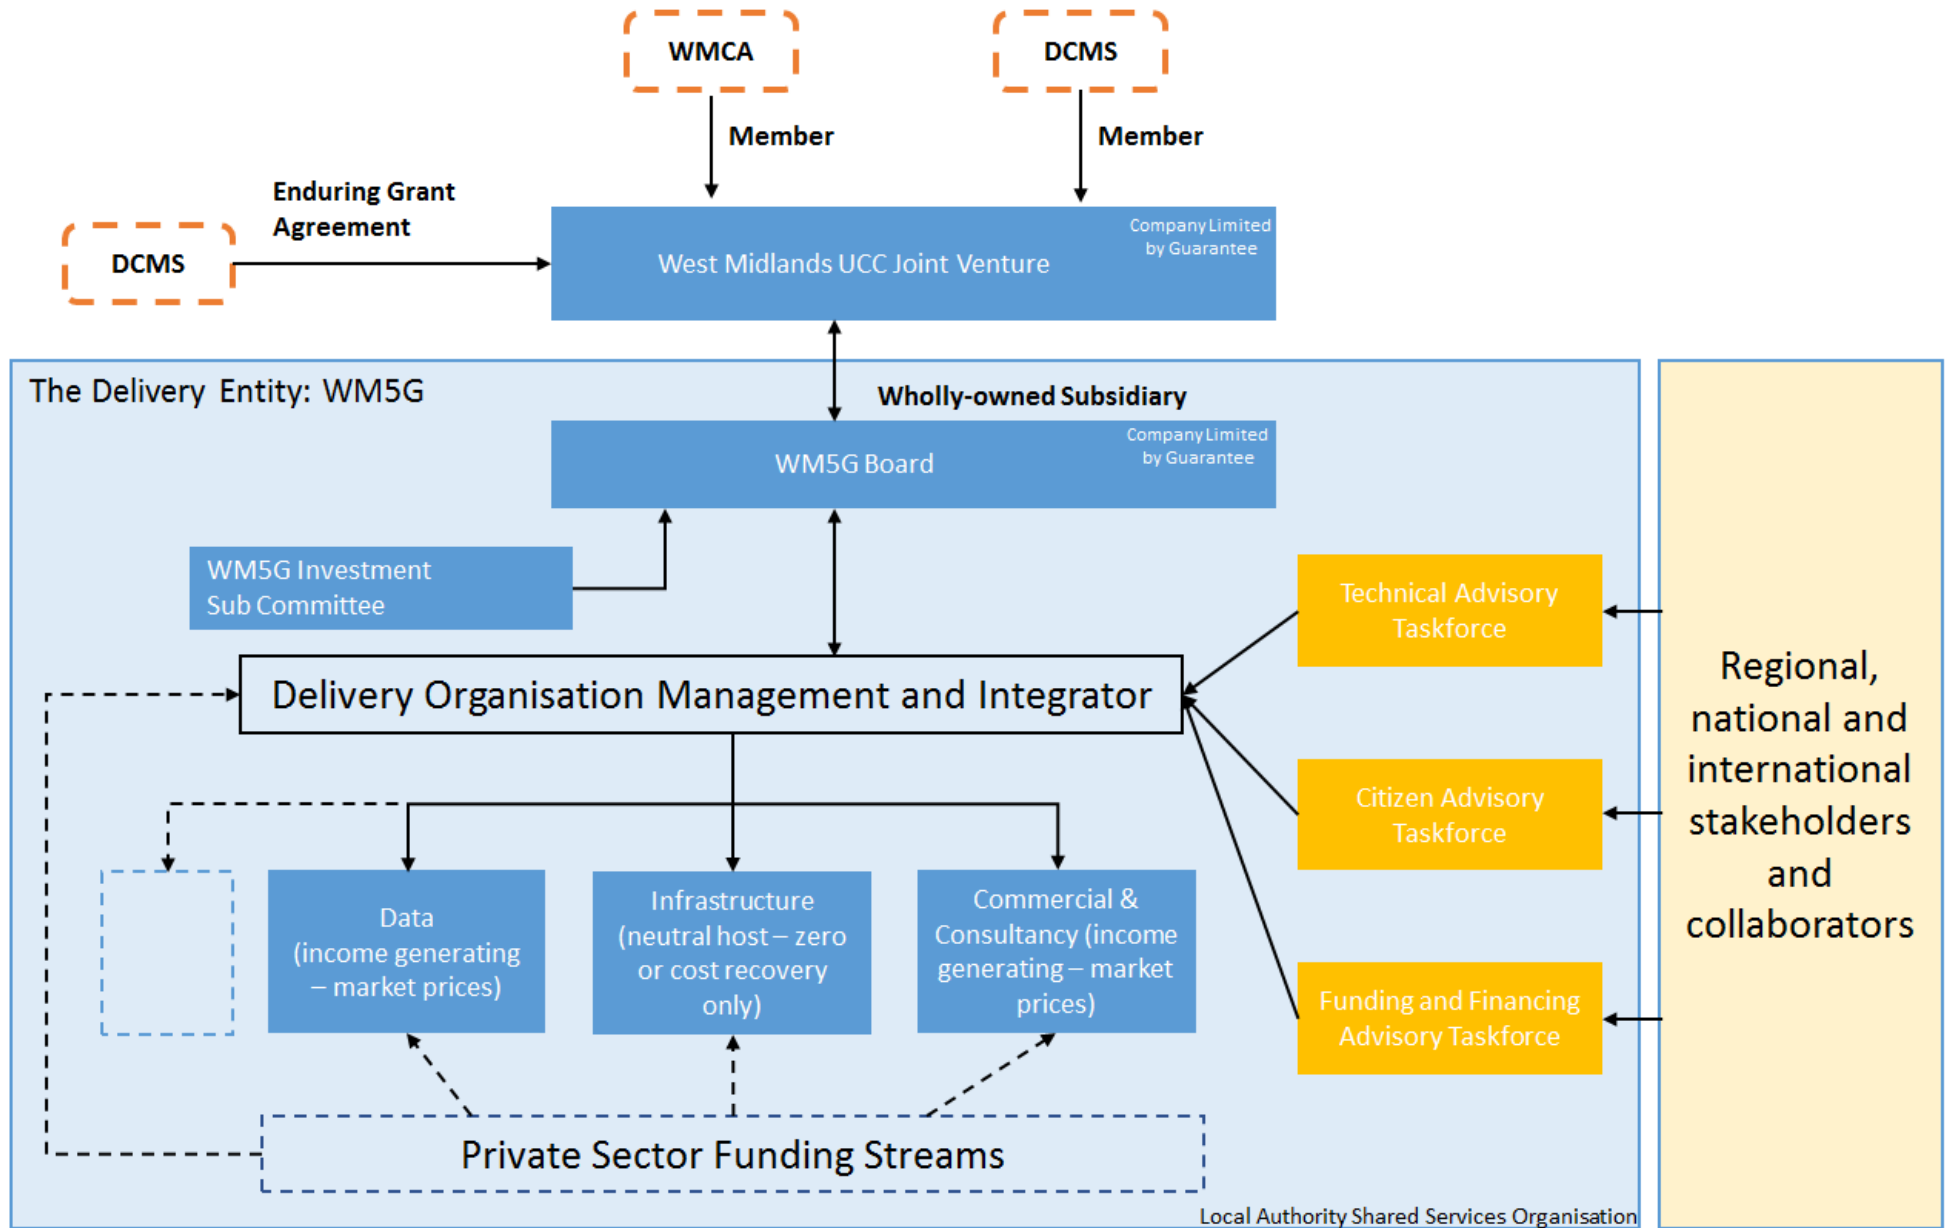 WMCA
DCMS
Member
Member
Enduring Grant
Agreement
DCMS
Company Limited
by Guarantee
West Midlands UCC Joint Venture
The Delivery Entity: WM5G
Wholly-owned Subsidiary
Company Limited
by Guarantee
WM5G Board
WM5G Investment
Sub Committee
Technical Advisory
Taskforce
Delivery Organisation Management and Integrator
Citizen Advisory
Taskforce
Data
(income generating
– market prices)
Infrastructure
(neutral host – zero
or cost recovery
only)
Commercial &
Consultancy (income
generating – market
prices)
Funding and Financing
Advisory Taskforce
Private Sector Funding Streams
Local Authority Shared Services Organisation
Regional,
national and
international
stakeholders
and
collaborators